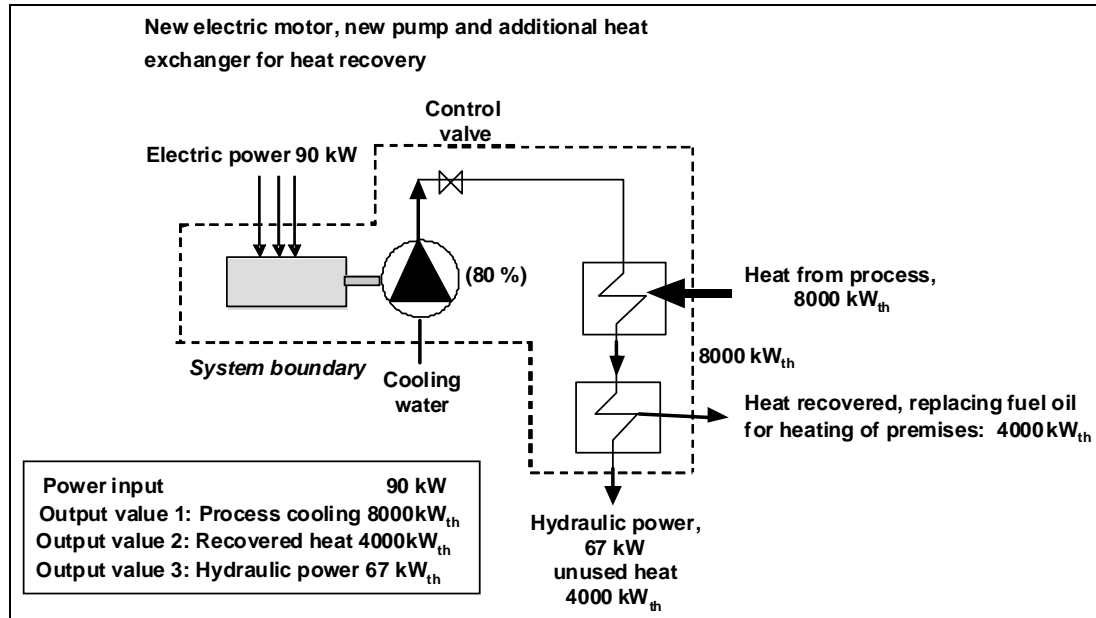 New electric motor, new pump and additional heat
exchanger for heat recovery
Control
valve
Electric power 90 kW
(80 %)
Heat from process,
8000 kWth
System boundary
Cooling
water
8000 kWth
Heat recovered, replacing fuel oil
for heating of premises: 4000kWth
Power input 90 kW
Output value 1: Process cooling 8000kWth
Output value 2: Recovered heat 4000kWth
Output value 3: Hydraulic power 67 kWth
Hydraulic power,
67 kW
unused heat
4000 kWth